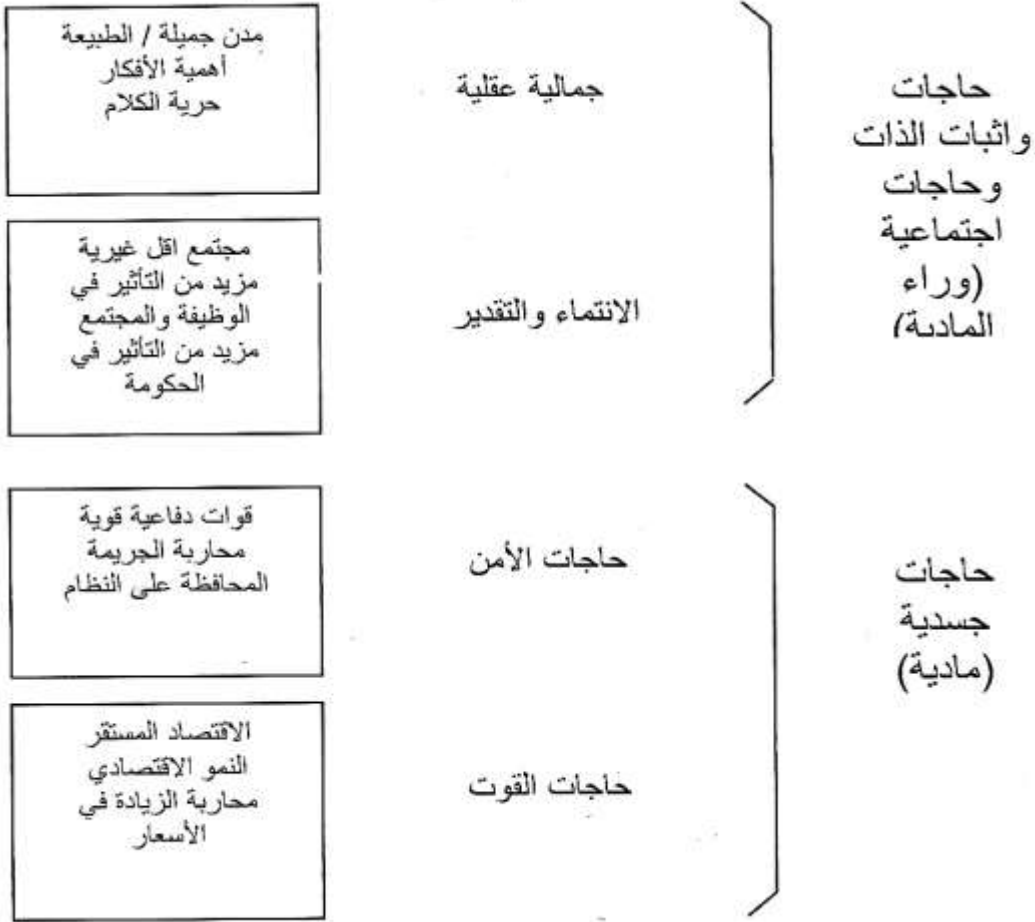 حاجات
واثبات الذات
وحاجات
اجتماعية
(وراء
المادية)
جمالية عقلية
مدن جميلة / الطبيعة
أهمية الأفكار
حرية الكلام
الانتماء والتقدير
مجتمع اقل غيرية
مزيد من التأثير في
الوظيفة والمجتمع
مزيد من التأثير في
الحكومة
حاجات
جسدية
(مادية)
حاجات الأمن
قوات دفاعية قوية
محاربة الجريمة
المحافظة على النظام
حاجات القوت
الاقتصاد المستقر
النمو الاقتصادي
محاربة الزيادة في
الأسعار